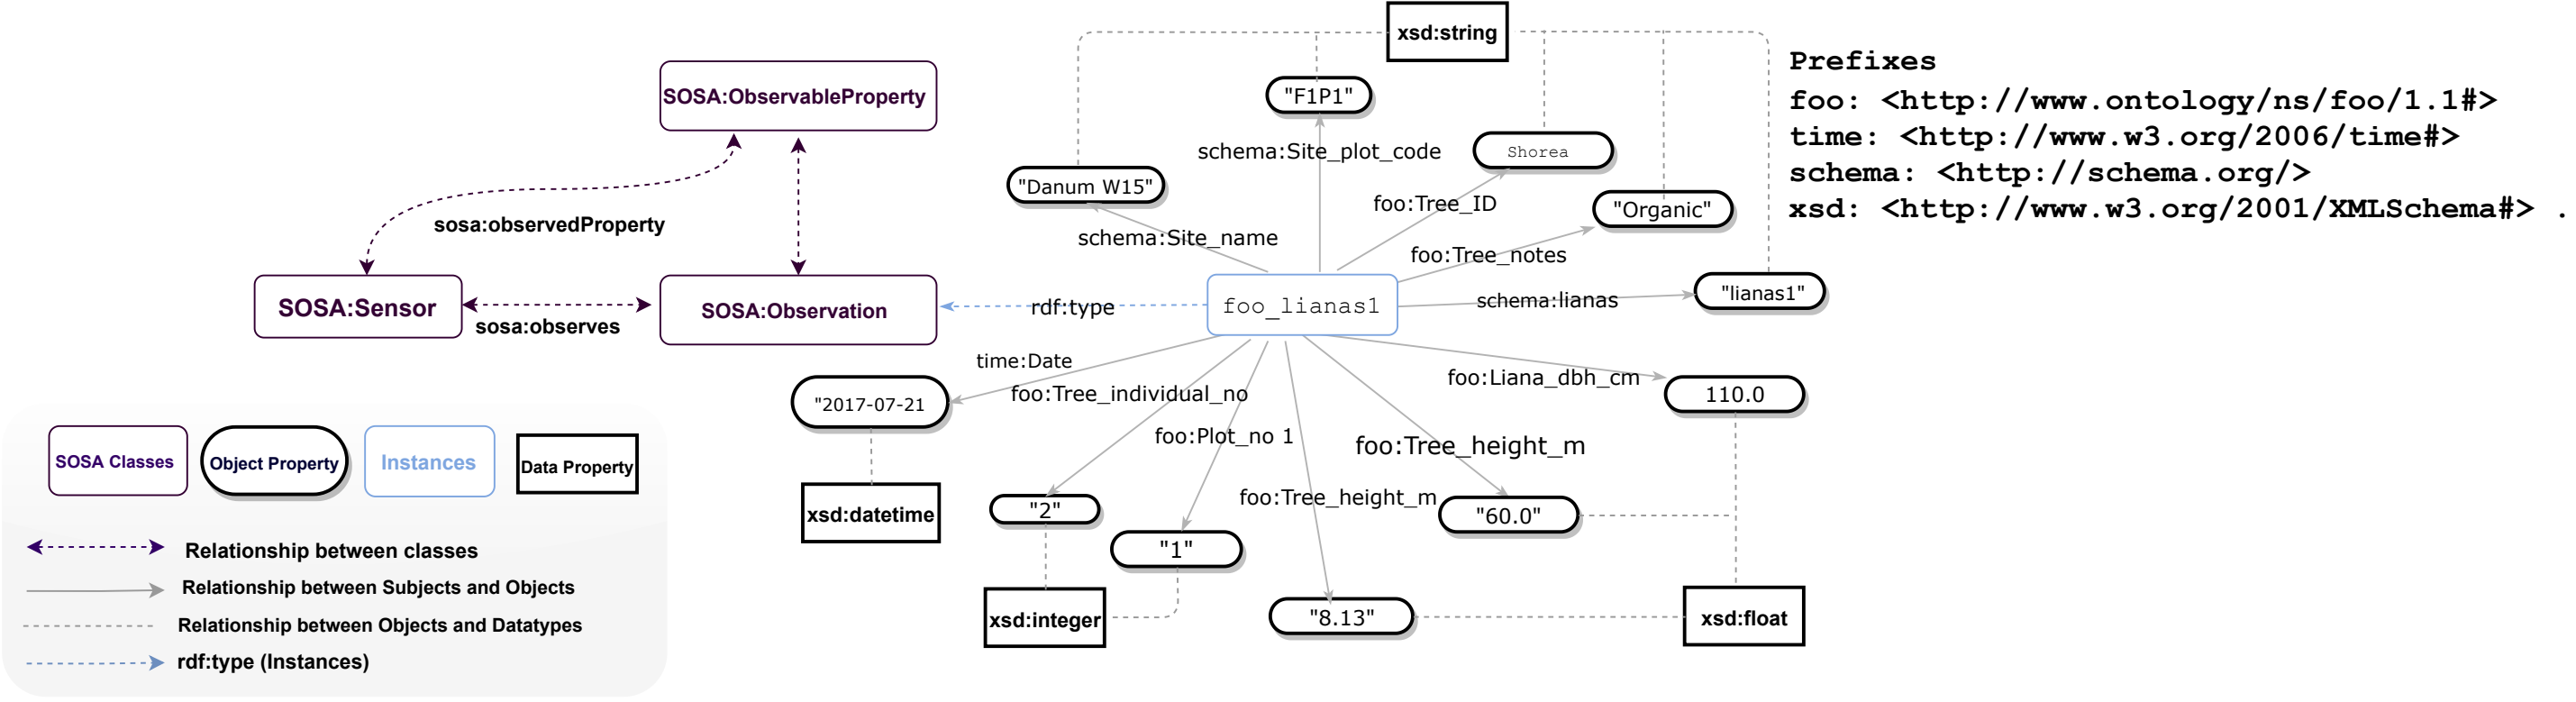 xsd:string
Prefixes
foo: <http://www.ontology/ns/foo/1.1#>
time: <http://www.w3.org/2006/time#>
schema: <http://schema.org/>
xsd: <http://www.w3.org/2001/XMLSchema#> .
SOSA:ObservableProperty
"F1P1"
schema:Site_plot_code
Shorea
"Danum W15"
foo:Tree_ID
"Organic"
sosa:observedProperty
schema:Site_name
foo:Tree_notes
SOSA:Sensor
sosa:observes
SOSA:Observation
rdf:type
foo_lianas1
schema:lianas
"lianas1"
time:Date
foo:Tree_individual_no
foo:Liana_dbh_cm
"2017-07-21
110.0
foo:Plot_no 1
foo:Tree_height_m
foo:Tree_height_m
xsd:datetime
"2"
"1"
"60.0"
xsd:integer
"8.13"
xsd:float
SOSA Classes
Object Property
Instances
Data Property
Relationship between classes
Relationship between Subjects and Objects
Relationship between Objects and Datatypes
rdf:type (Instances)